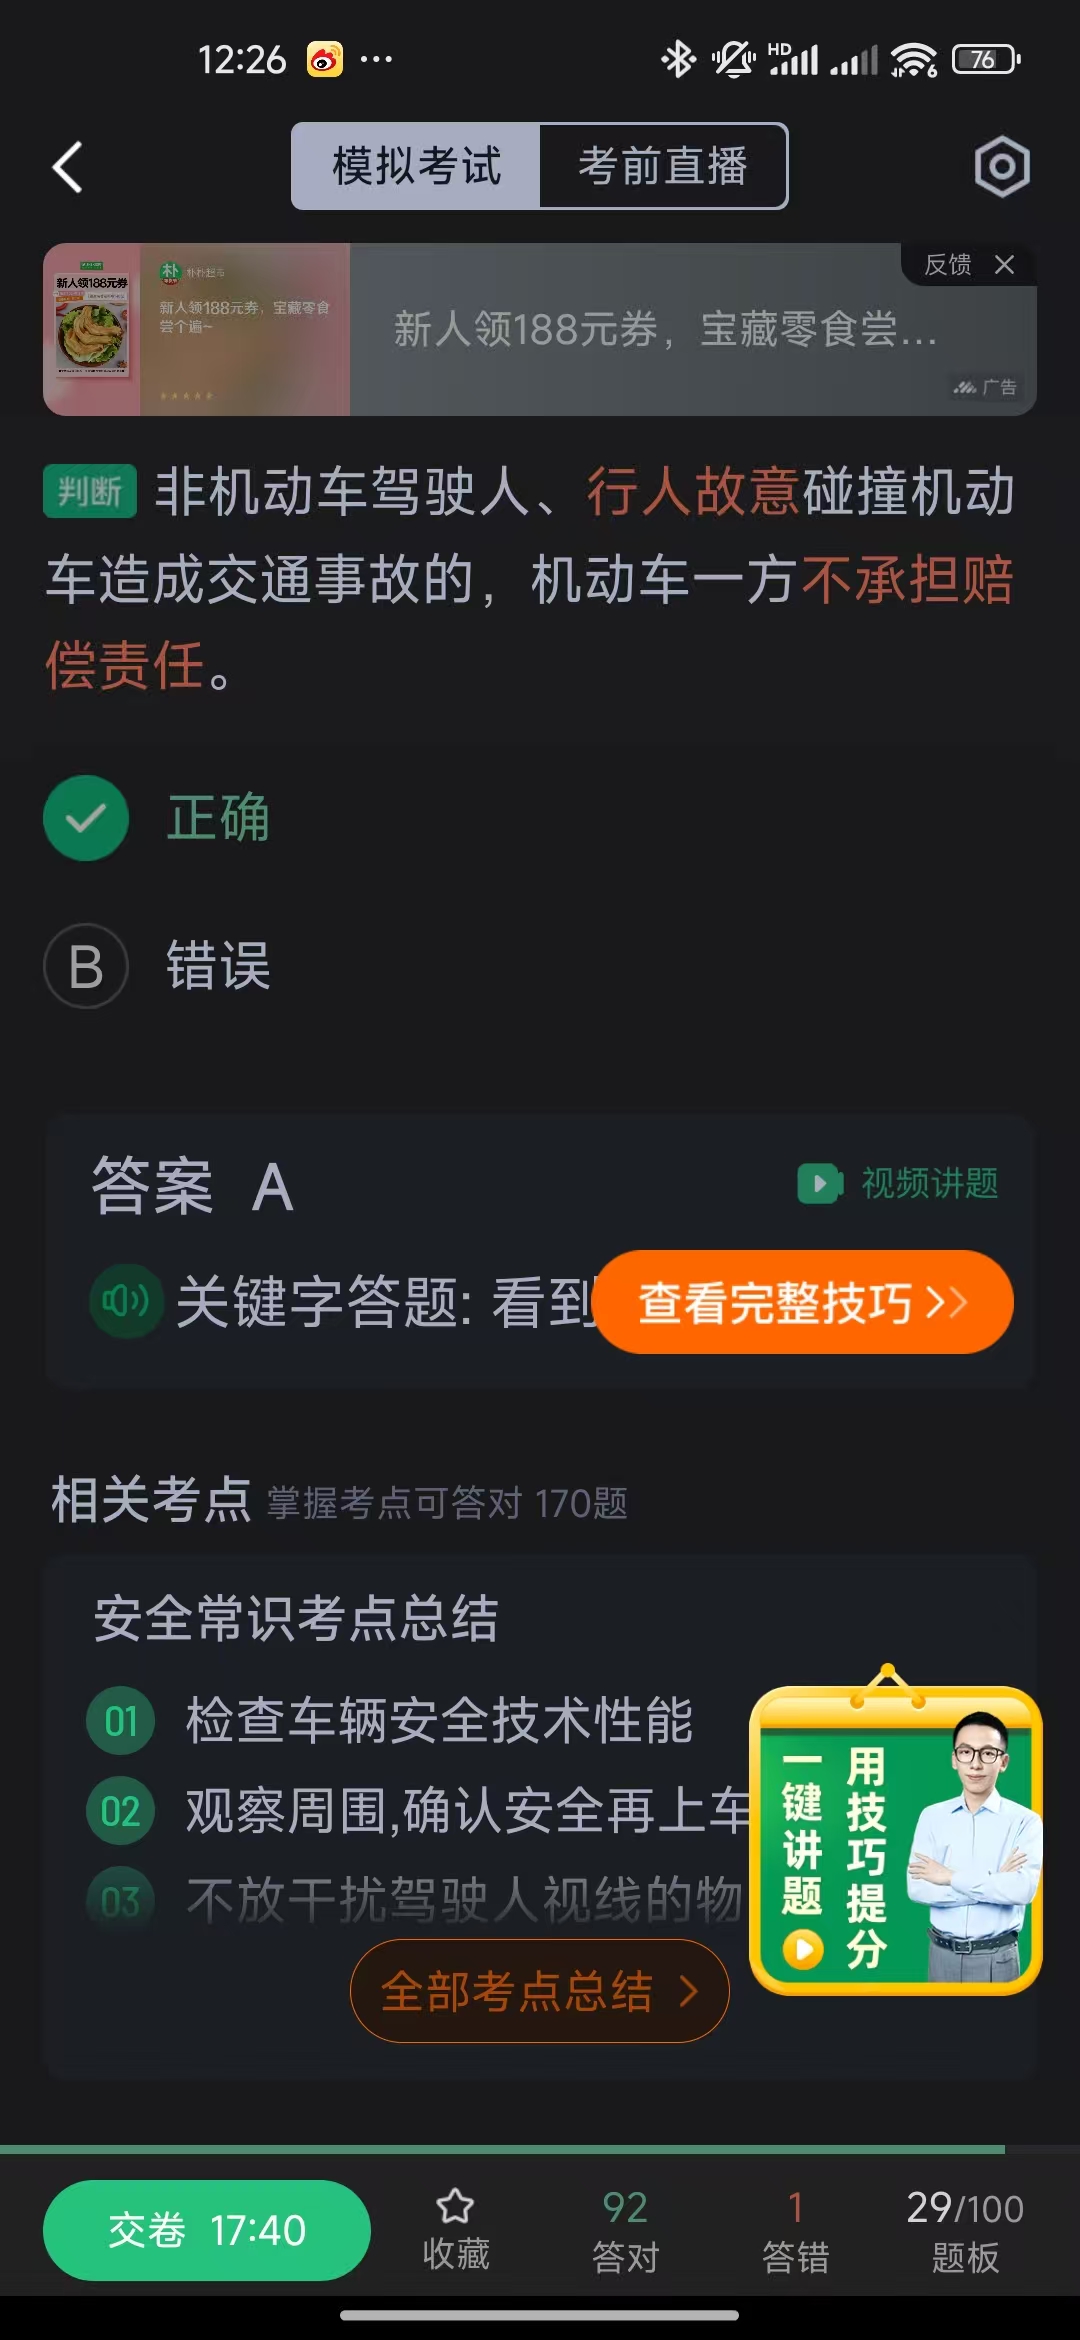 12:26
HD
6
76
模拟考试
考前直播
新人领188元券
朴
朴朴超市
新人领188元券，宝藏零食
尝个遍~
新人领188元券，宝藏零食尝...
反馈
广告
判断 非机动车驾驶人、行人故意碰撞机动
车造成交通事故的，机动车一方不承担赔
偿责任。
正确
B 错误
答案 A
视频讲题
关键字答题: 看到
查看完整技巧
相关考点 掌握考点可答对 170题
安全常识考点总结
01 检查车辆安全技术性能
02 观察周围,确认安全再上车
03 不放干扰驾驶人视线的物
用技巧提分
一键讲题
全部考点总结
交卷 17:40
收藏
92
答对
1
答错
29/100
题板